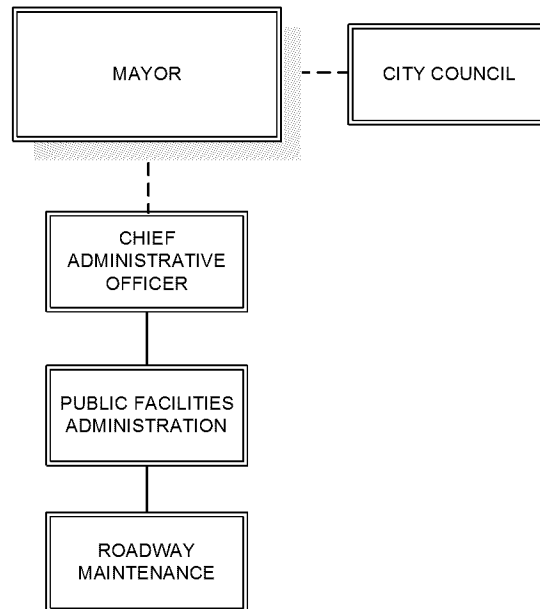 MAYOR
CITY COUNCIL
CHIEF
ADMINISTRATIVE
OFFICER
PUBLIC FACILITIES
ADMINISTRATION
ROADWAY
MAINTENANCE